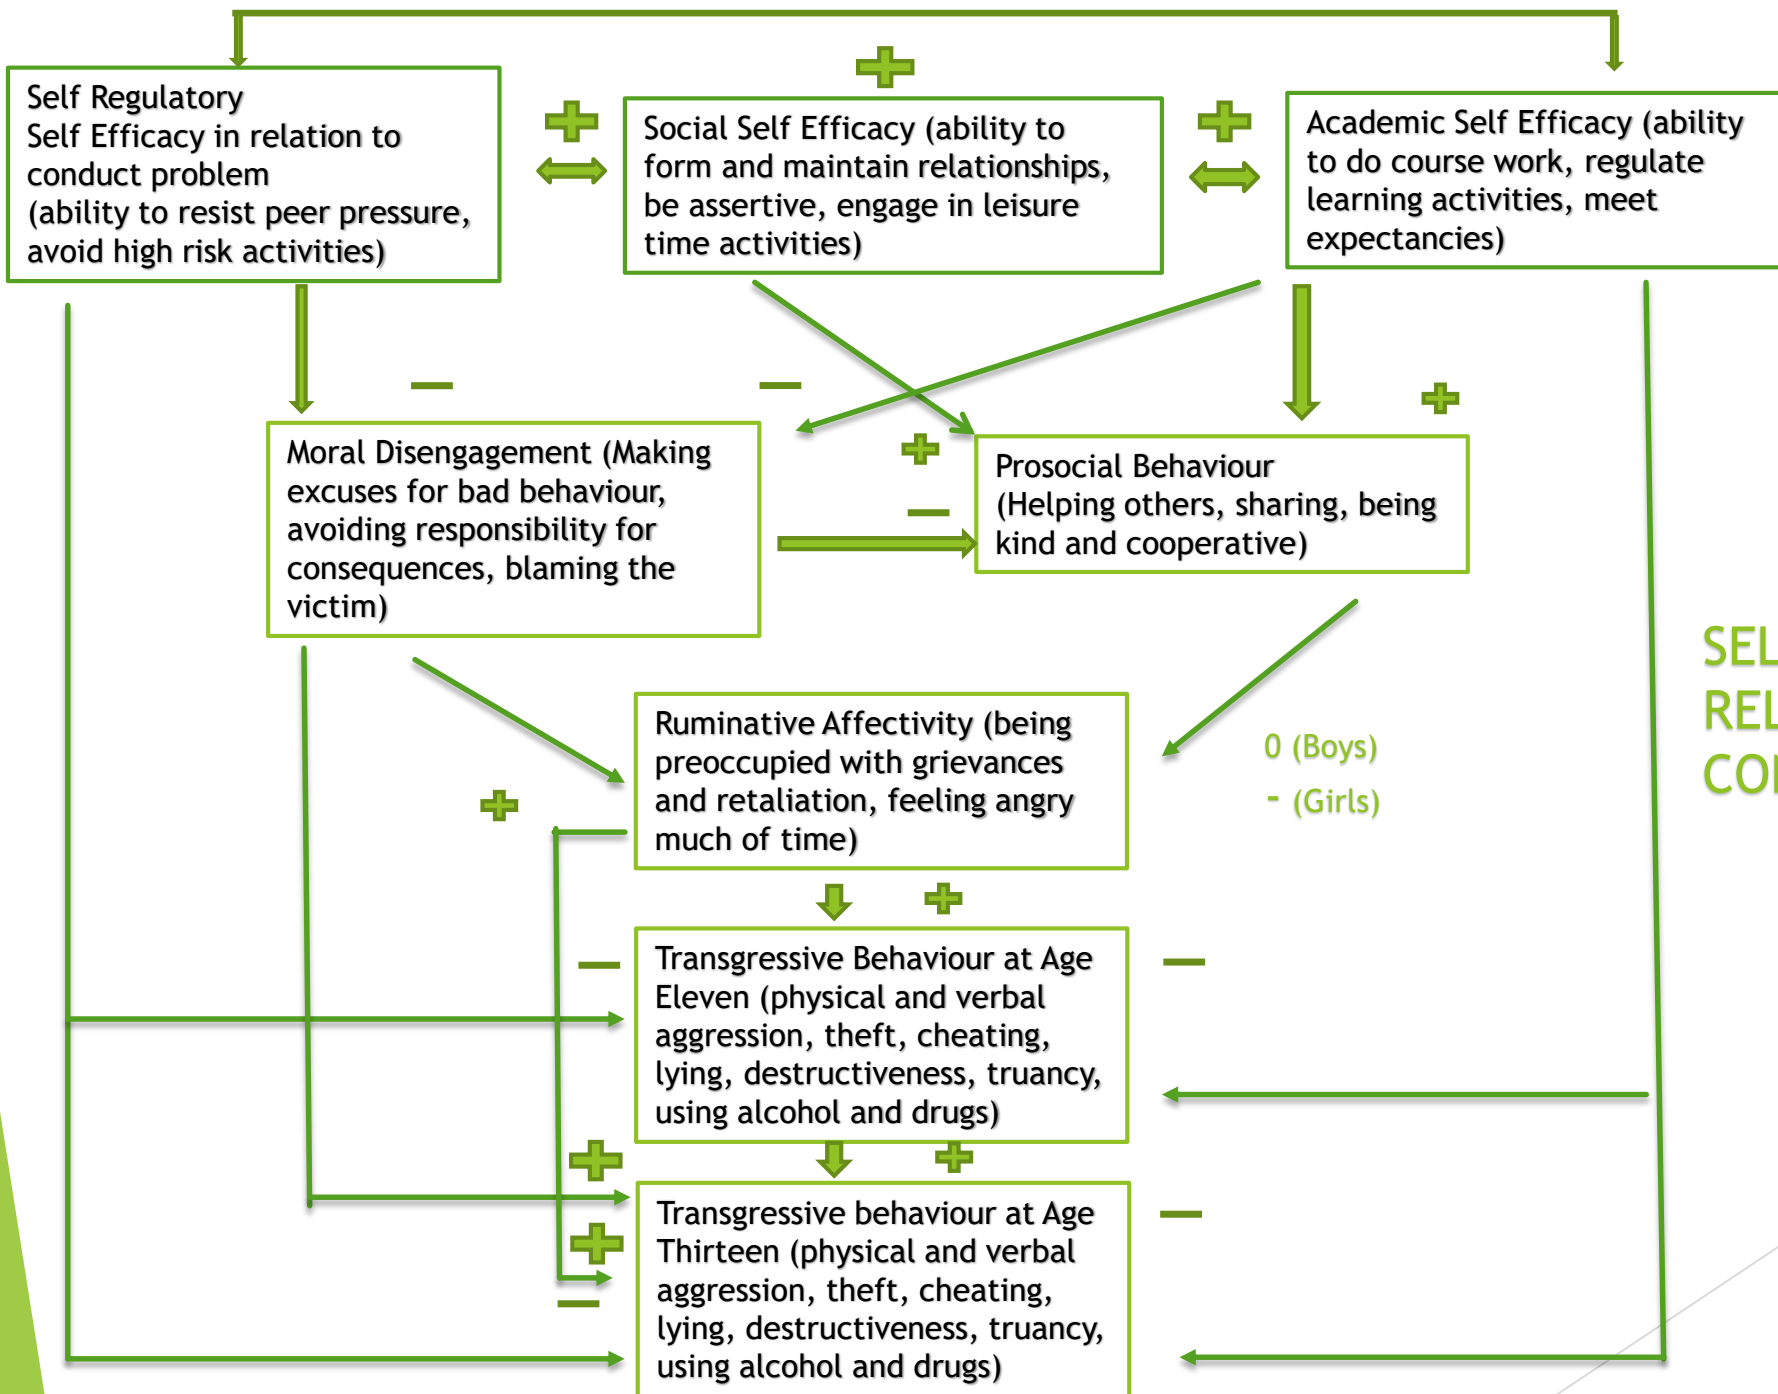 Self Regulatory
Self Efficacy in relation to
conduct problem
(ability to resist peer pressure,
avoid high risk activities)
Social Self Efficacy (ability to
form and maintain relationships,
be assertive, engage in leisure
time activities)
Academic Self Efficacy (ability
to do course work, regulate
learning activities, meet
expectancies)
Moral Disengagement (Making
excuses for bad behaviour,
avoiding responsibility for
consequences, blaming the
victim)
Prosocial Behaviour
(Helping others, sharing, being
kind and cooperative)
Ruminative Affectivity (being
preoccupied with grievances
and retaliation, feeling angry
much of time)
0 (Boys)
- (Girls)
Transgressive Behaviour at Age
Eleven (physical and verbal
aggression, theft, cheating,
lying, destructiveness, truancy,
using alcohol and drugs)
Transgressive behaviour at Age
Thirteen (physical and verbal
aggression, theft, cheating,
lying, destructiveness, truancy,
using alcohol and drugs)